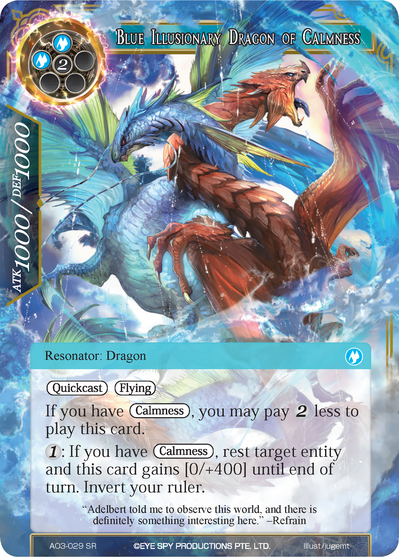 Blue Illusionary Dragon of Calmness
2
ATK 1000 / DEF 1000
Resonator: Dragon
Quickcast Flying
If you have Calmness, you may pay 2 less to
play this card.
1: If you have Calmness, rest target entity
and this card gains [0/+400] until end of
turn. Invert your ruler.
“Adelbert told me to observe this world, and there is
definitely something interesting here.” –Refrain
A03-029 SR ©EYE SPY PRODUCTIONS PTE. LTD. Illust/jugemt